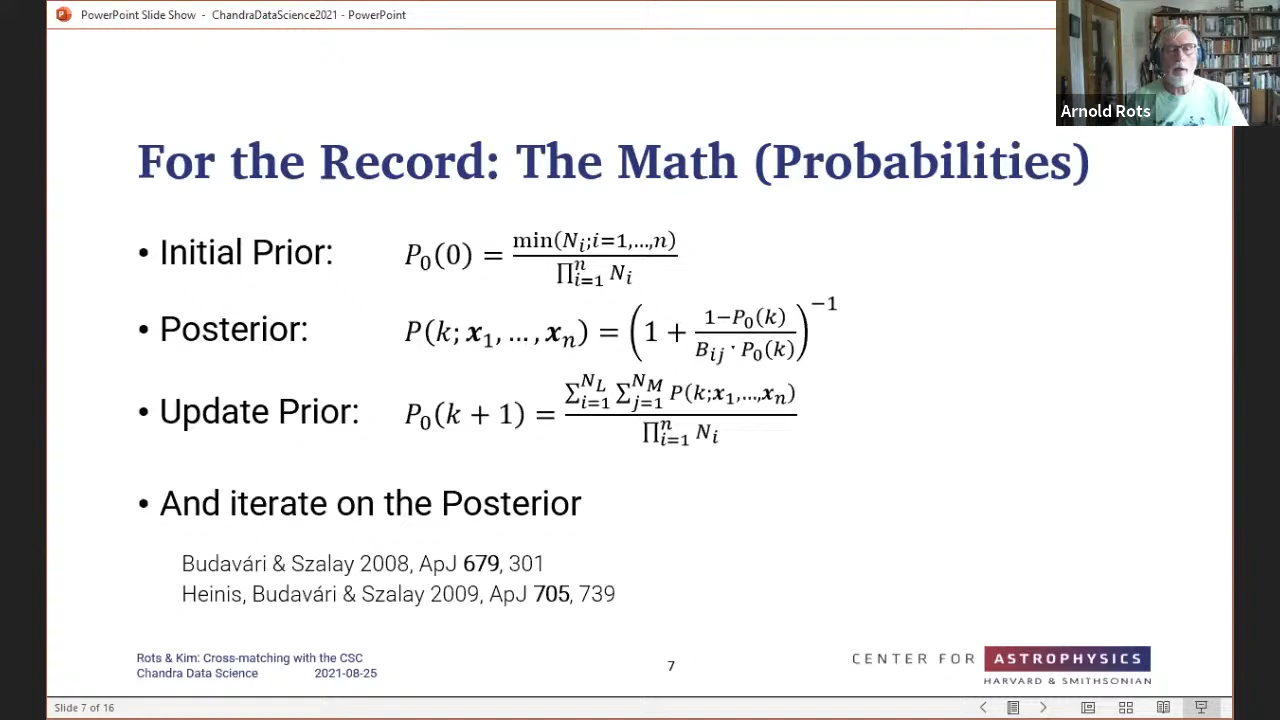 PowerPoint Slide Show - ChandraDataScience2021 - PowerPoint
Arnold Rots
For the Record: The Math (Probabilities)
• Initial Prior: P₀(0) = min(Nᵢ;i=1,…,n) / ∏ⁿᵢ₌₁ Nᵢ
• Posterior: P(k; x₁, … , xₙ) = (1 + (1−P₀(k)) / (Bᵢⱼ · P₀(k)))⁻¹
• Update Prior: P₀(k + 1) = ∑ᵢ₌₁^(N_L) ∑ⱼ₌₁^(N_M) P(k;x₁,…,xₙ) / ∏ⁿᵢ₌₁ Nᵢ
• And iterate on the Posterior
Budavári & Szalay 2008, ApJ 679, 301
Heinis, Budavári & Szalay 2009, ApJ 705, 739
Rots & Kim: Cross-matching with the CSC
Chandra Data Science 2021-08-25
7
CENTER FOR ASTROPHYSICS
HARVARD & SMITHSONIAN
Slide 7 of 16